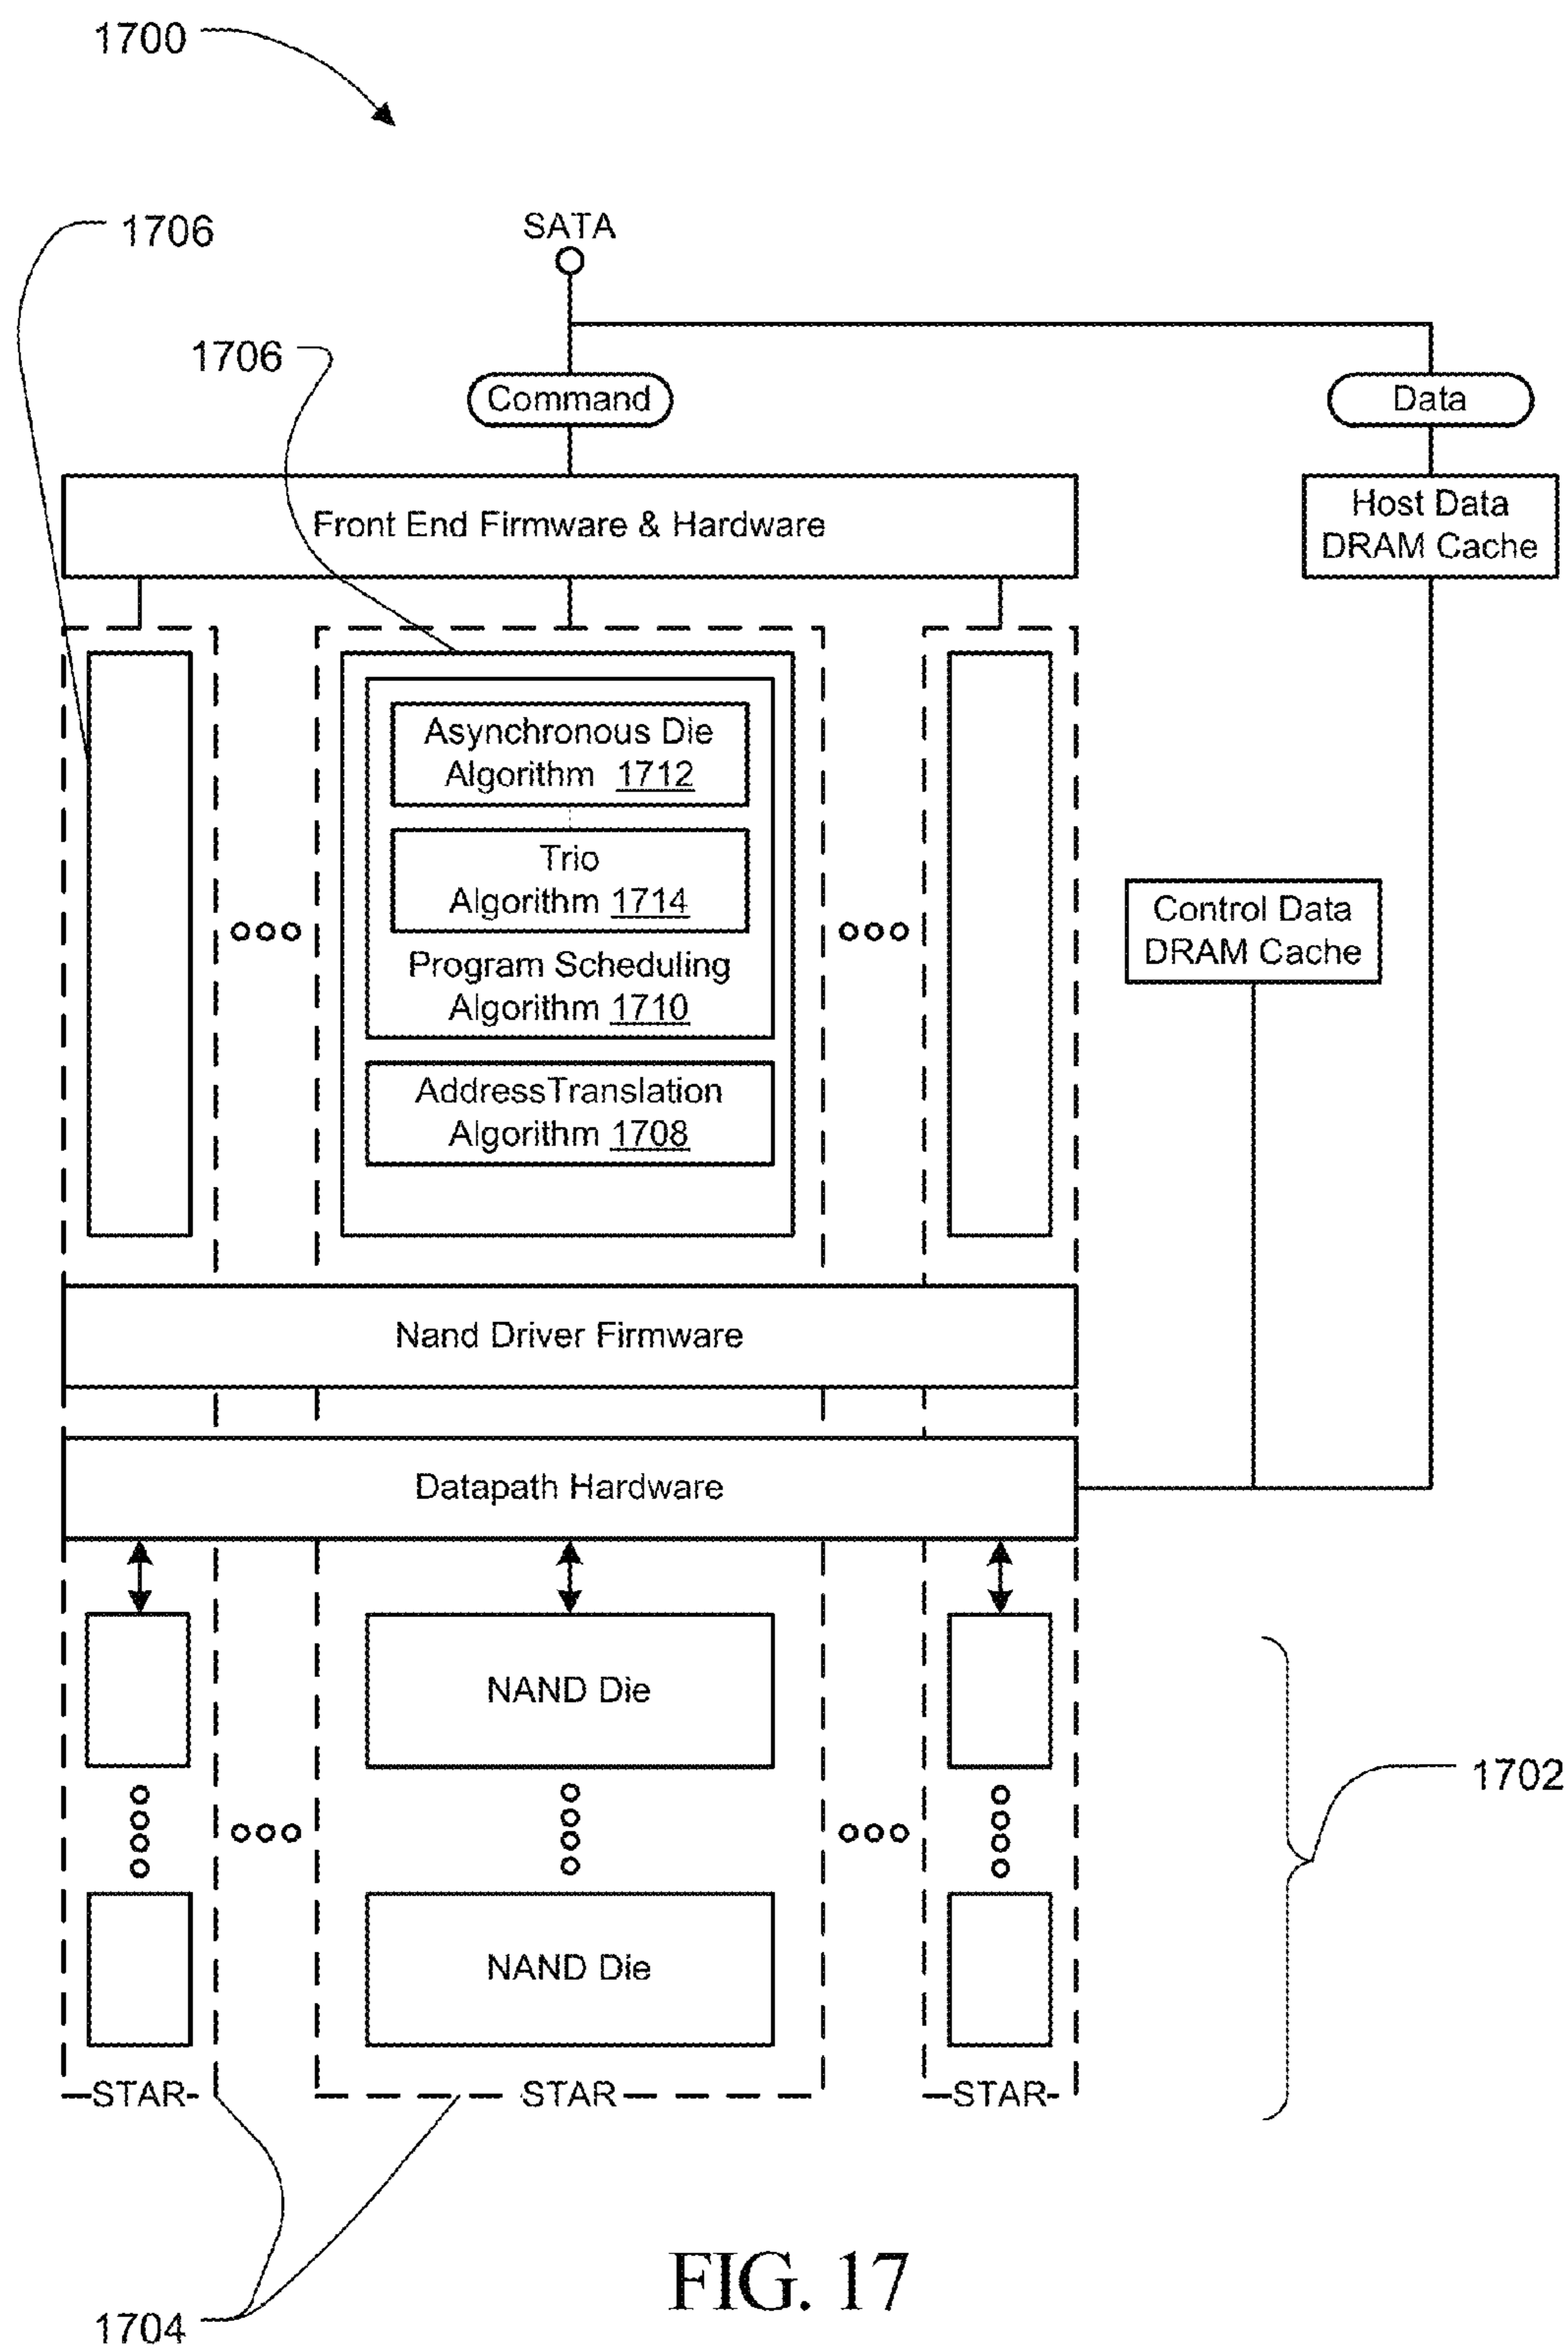 1700
1706
SATA
1706
Command
Data
Front End Firmware & Hardware
Host Data
DRAM Cache
Asynchronous Die
Algorithm 1712
Trio
Algorithm 1714
Program Scheduling
Algorithm 1710
Control Data
DRAM Cache
AddressTranslation
Algorithm 1708
Nand Driver Firmware
Datapath Hardware
NAND Die
1702
NAND Die
STAR
STAR
STAR
FIG. 17
1704